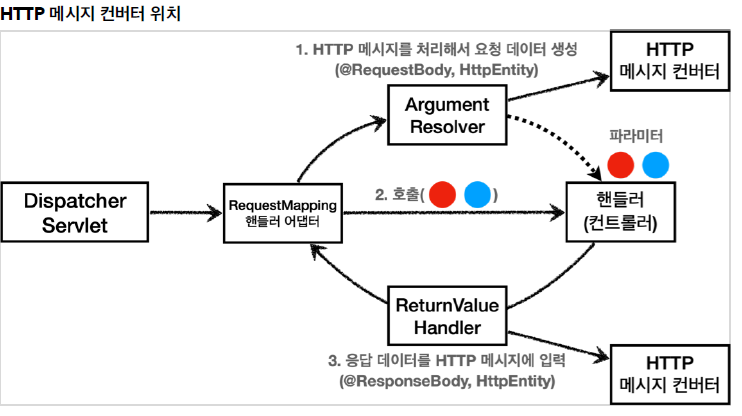 HTTP 메시지 컨버터 위치
1. HTTP 메시지를 처리해서 요청 데이터 생성
(@RequestBody, HttpEntity)
HTTP
메시지 컨버터
Argument
Resolver
파라미터
Dispatcher
Servlet
RequestMapping
핸들러 어댑터
2. 호출( )
핸들러
(컨트롤러)
ReturnValue
Handler
3. 응답 데이터를 HTTP 메시지에 입력
(@ResponseBody, HttpEntity)
HTTP
메시지 컨버터